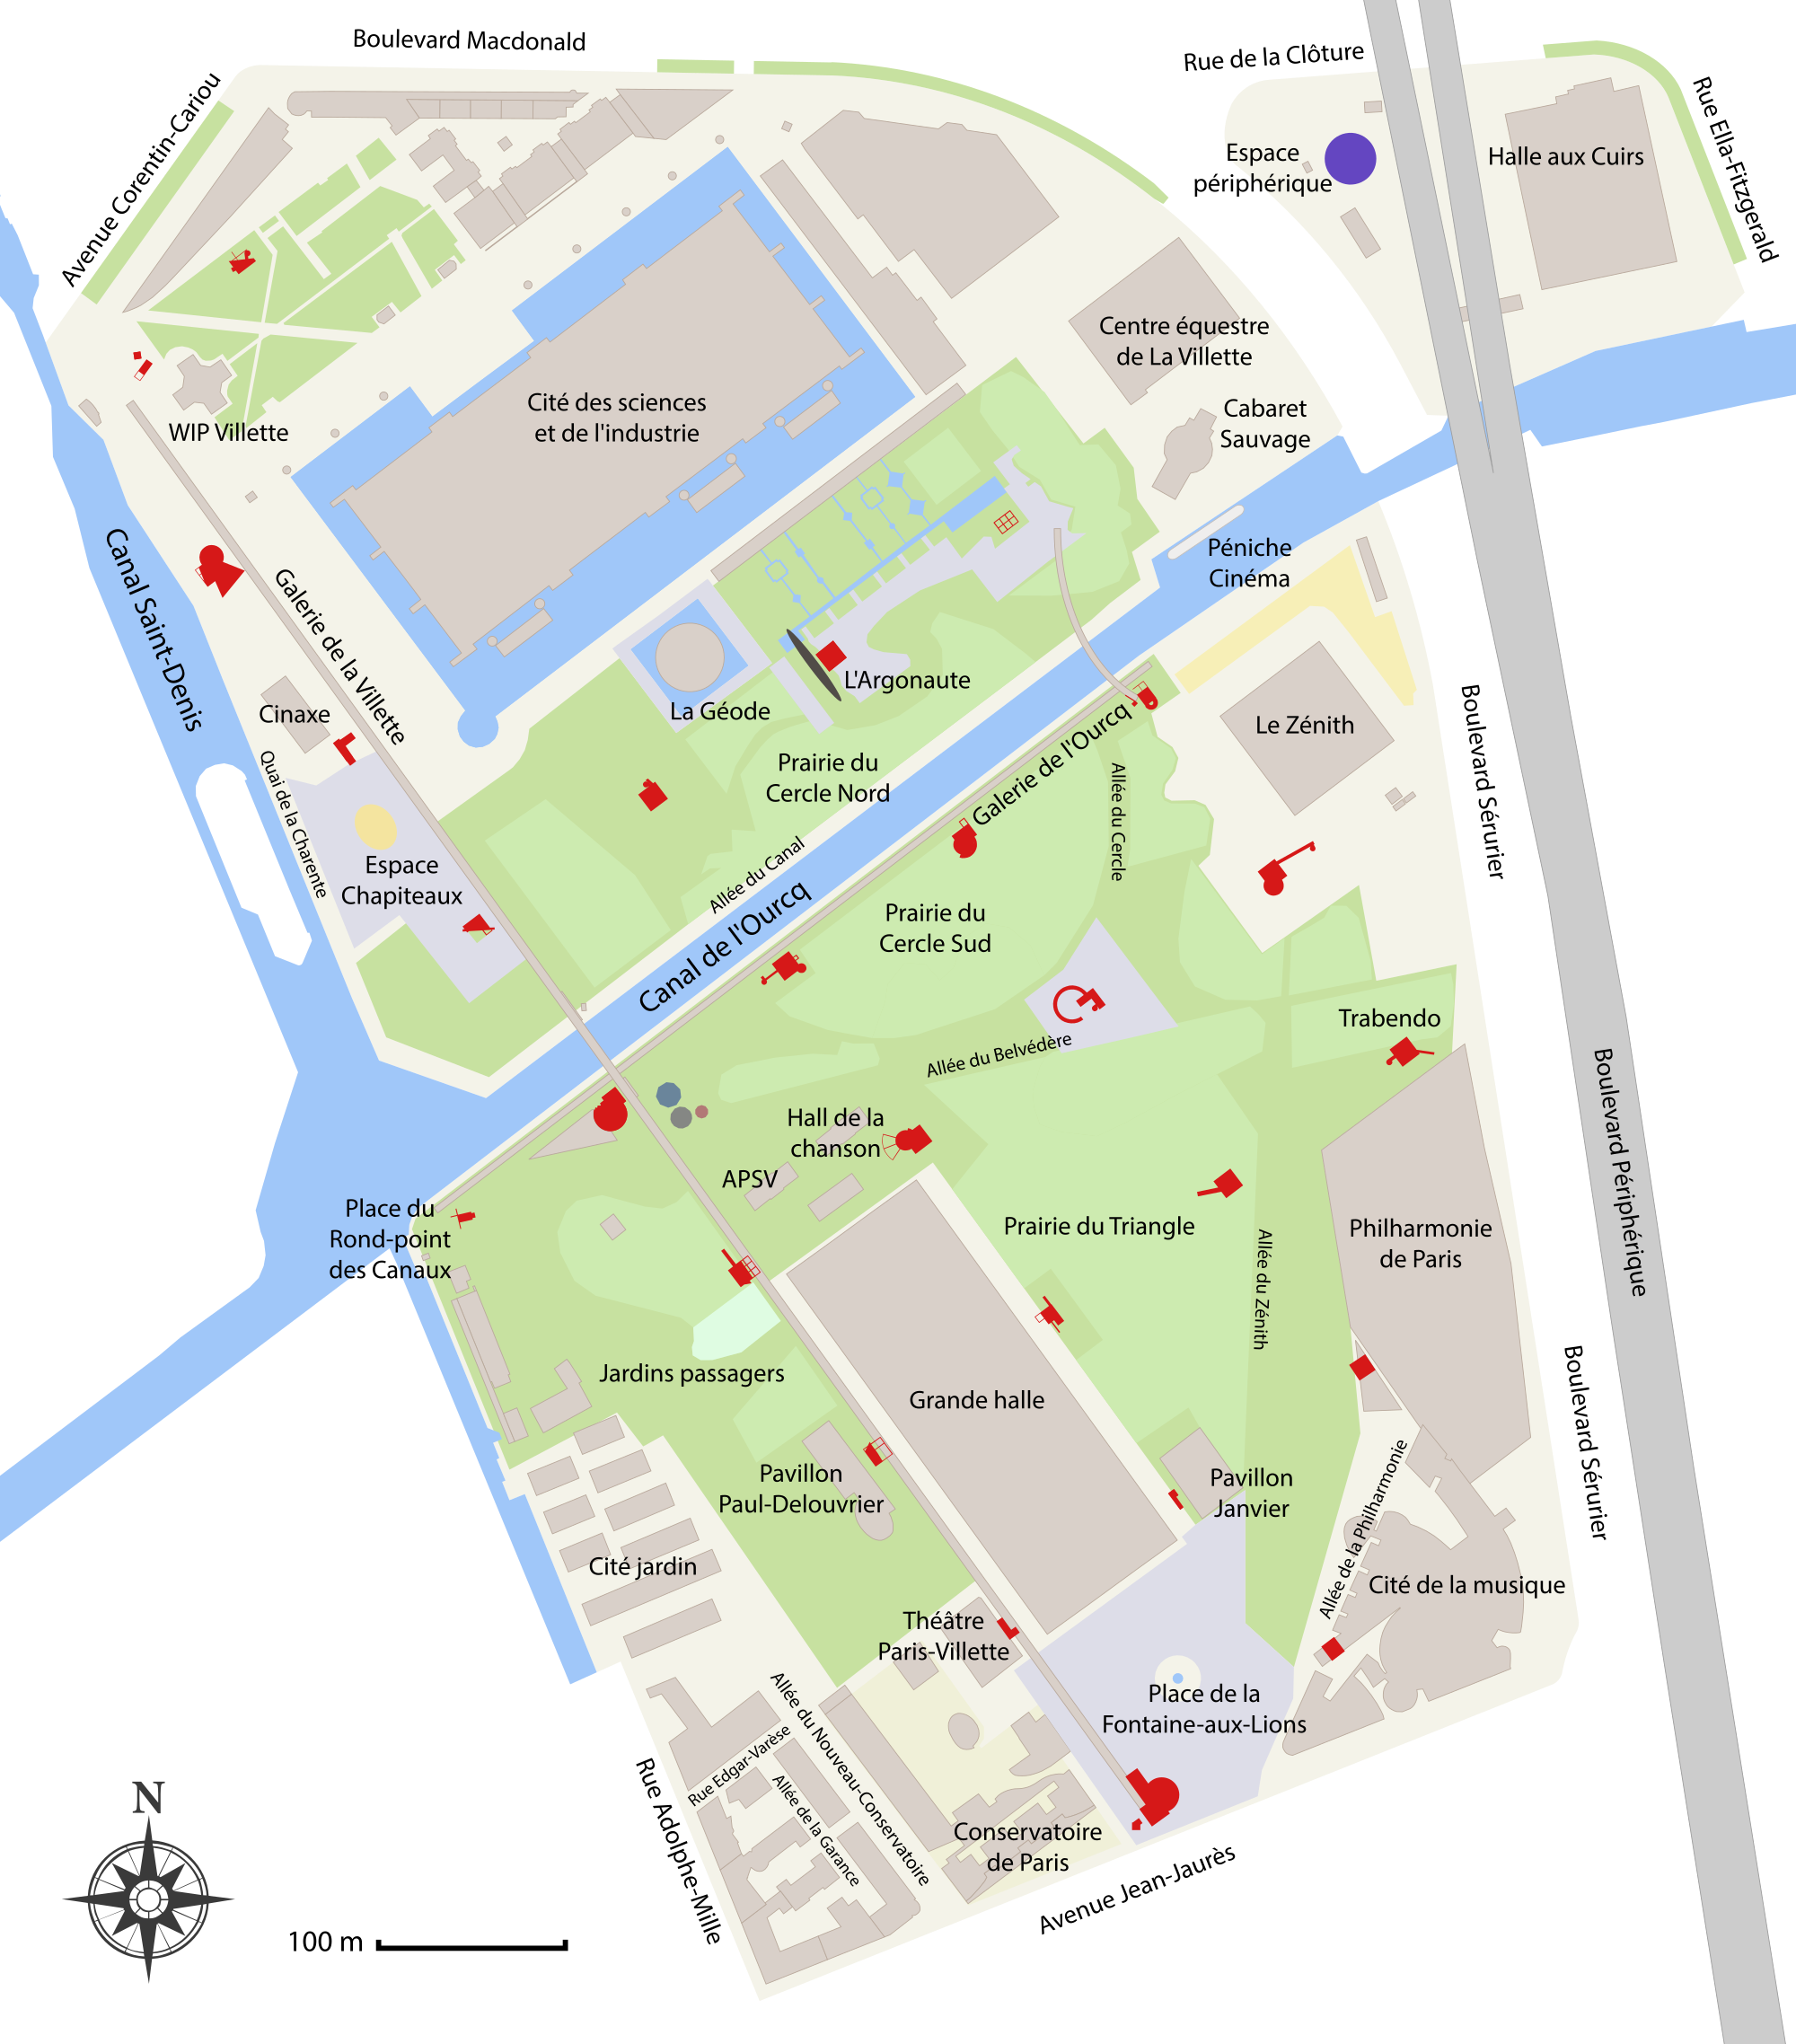 Boulevard Macdonald
Rue de la Clôture
Avenue Corentin-Cariou
Rue Ella-Fitzgerald
Espace
périphérique
Halle aux Cuirs
Centre équestre
de La Villette
Cabaret
Sauvage
Cité des sciences
et de l'industrie
WIP Villette
Canal Saint-Denis
Galerie de la Villette
Péniche
Cinéma
L'Argonaute
La Géode
Cinaxe
Le Zénith
Boulevard Sérurier
Quai de la Charente
Prairie du
Cercle Nord
Galerie de l'Ourcq
Allée du Cercle
Espace
Chapiteaux
Allée du Canal
Canal de l'Ourcq
Prairie du
Cercle Sud
Trabendo
Allée du Belvédère
Boulevard Périphérique
Hall de la
chanson
APSV
Place du
Rond-point
des Canaux
Prairie du Triangle
Allée du Zénith
Philharmonie
de Paris
Jardins passagers
Grande halle
Boulevard Sérurier
Pavillon
Paul-Delouvrier
Pavillon
Janvier
Allée de la Philharmonie
Cité jardin
Cité de la musique
Théâtre
Paris-Villette
Place de la
Fontaine-aux-Lions
Allée du Nouveau-Conservatoire
Rue Edgar-Varèse
Allée de la Garance
Rue Adolphe-Mille
Conservatoire
de Paris
Avenue Jean-Jaurès
N
100 m